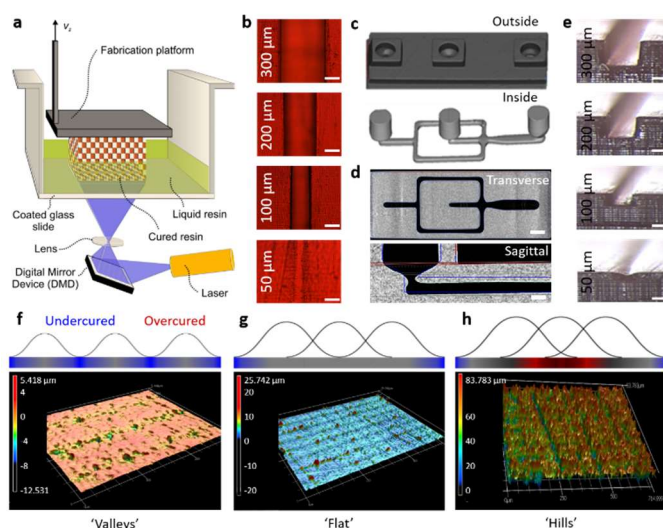 a
v_z
Fabrication platform
Coated glass
slide
Liquid resin
Cured resin
Lens
Digital Mirror
Device (DMD)
Laser
b
300 µm
200 µm
100 µm
50 µm
c
Outside
Inside
d
Transverse
Sagittal
e
300 µm
200 µm
100 µm
50 µm
f
Undercured
Overcured
g
h
5.418 µm
4
0
-4
-8
-12.531
25.742 µm
20
10
0
-10
-20
83.783 µm
60
40
20
0
'Valleys'
'Flat'
'Hills'